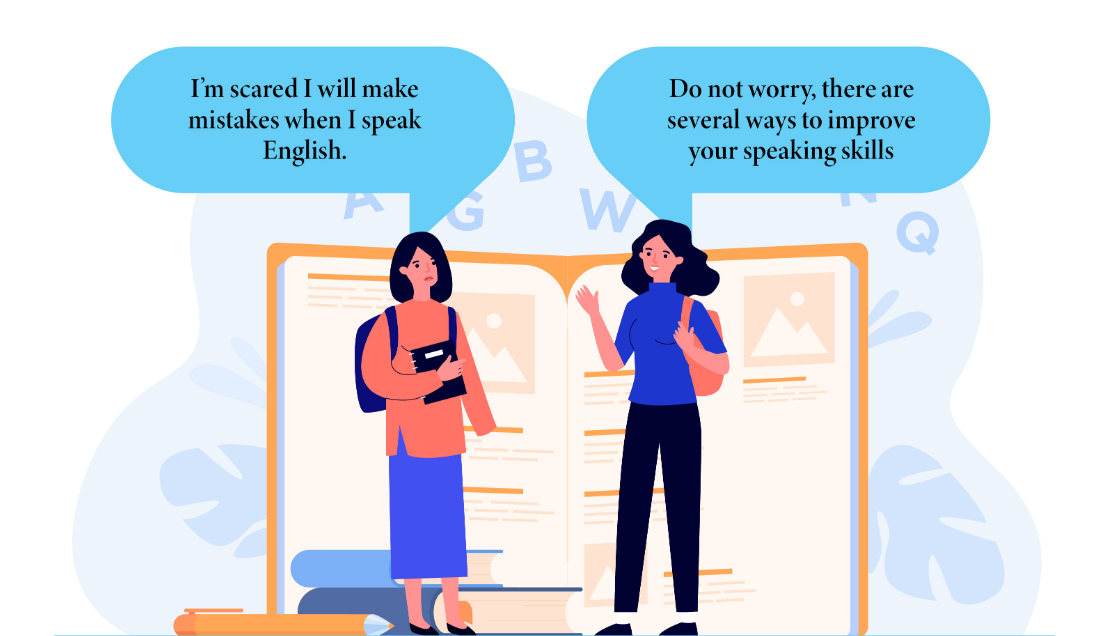 I'm scared I will make
mistakes when I speak
English.
Do not worry, there are
several ways to improve
your speaking skills
A
G
B
W
N
Q